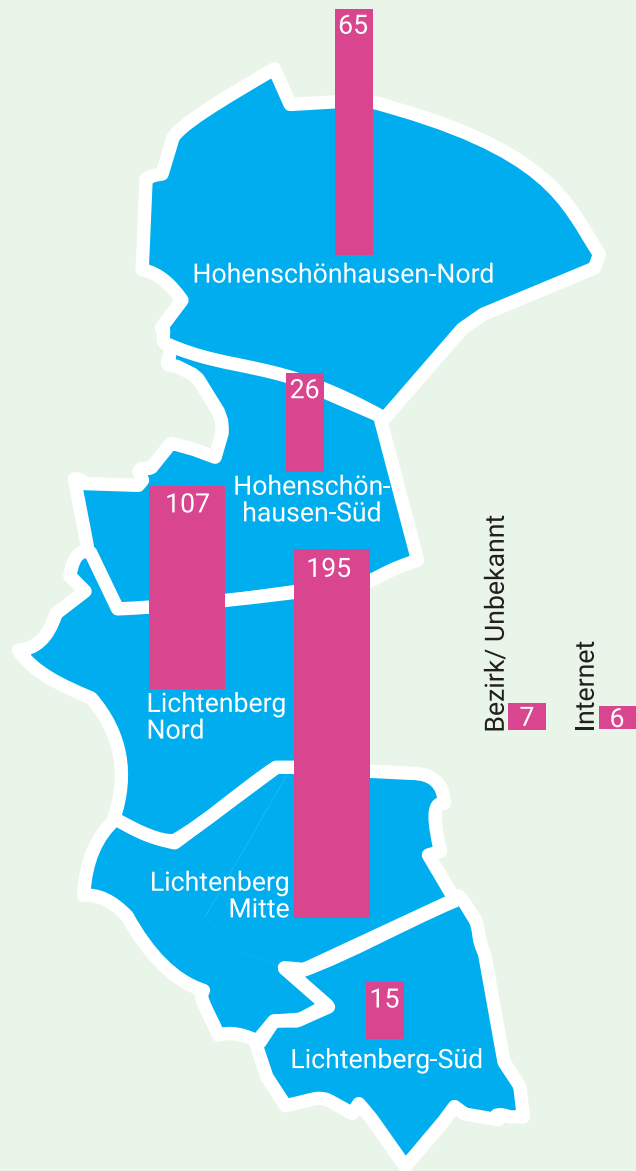 65
Hohenschönhausen-Nord
26
Hohenschön-
hausen-Süd
107
Lichtenberg
Nord
195
Lichtenberg
Mitte
Bezirk/ Unbekannt
7
Internet
6
15
Lichtenberg-Süd